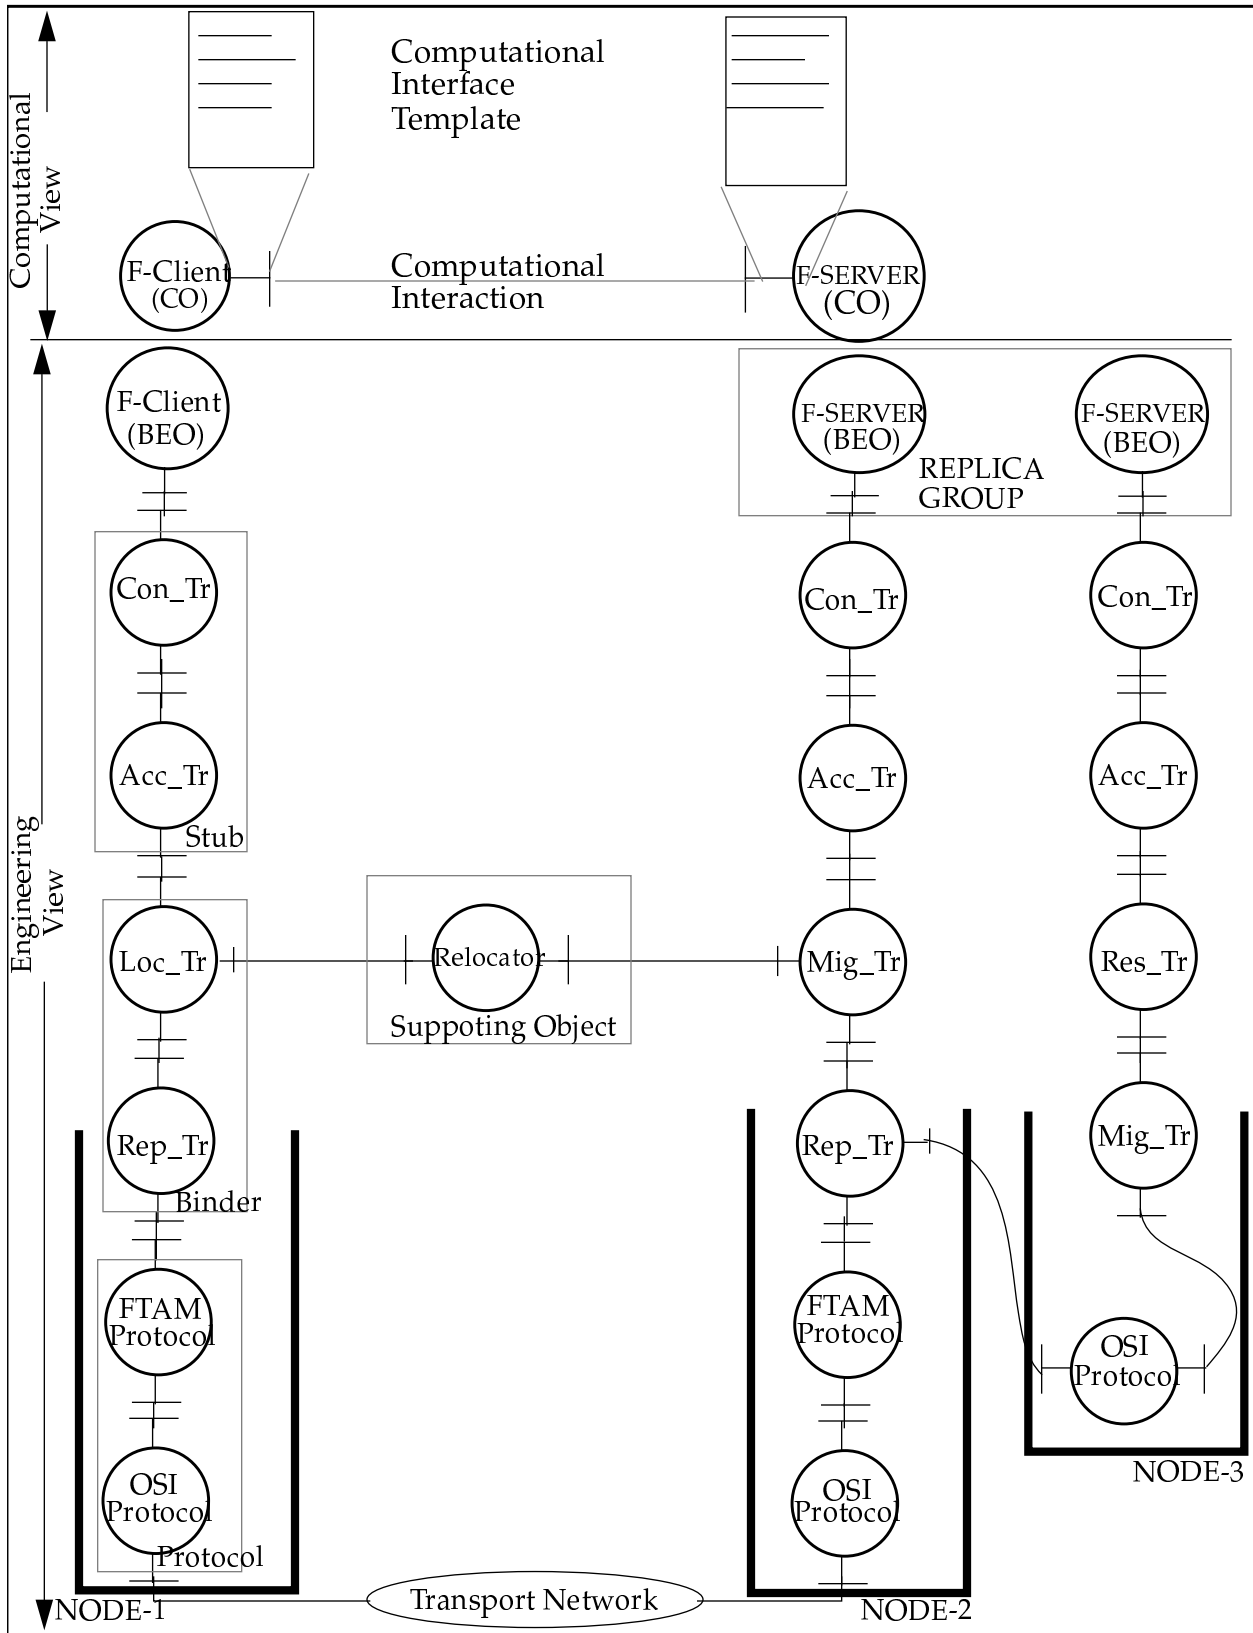 Computational
Interface
Template
Computational
View
F-Client
(CO)
Computational
Interaction
F-SERVER
(CO)
F-Client
(BEO)
F-SERVER
(BEO)
F-SERVER
(BEO)
REPLICA
GROUP
Con_Tr
Con_Tr
Con_Tr
Acc_Tr
Acc_Tr
Acc_Tr
Stub
Engineering
View
Loc_Tr
Relocator
Mig_Tr
Res_Tr
Suppoting Object
Rep_Tr
Rep_Tr
Mig_Tr
Binder
FTAM
Protocol
FTAM
Protocol
OSI
Protocol
NODE-3
OSI
Protocol
OSI
Protocol
Protocol
Transport Network
NODE-1
NODE-2